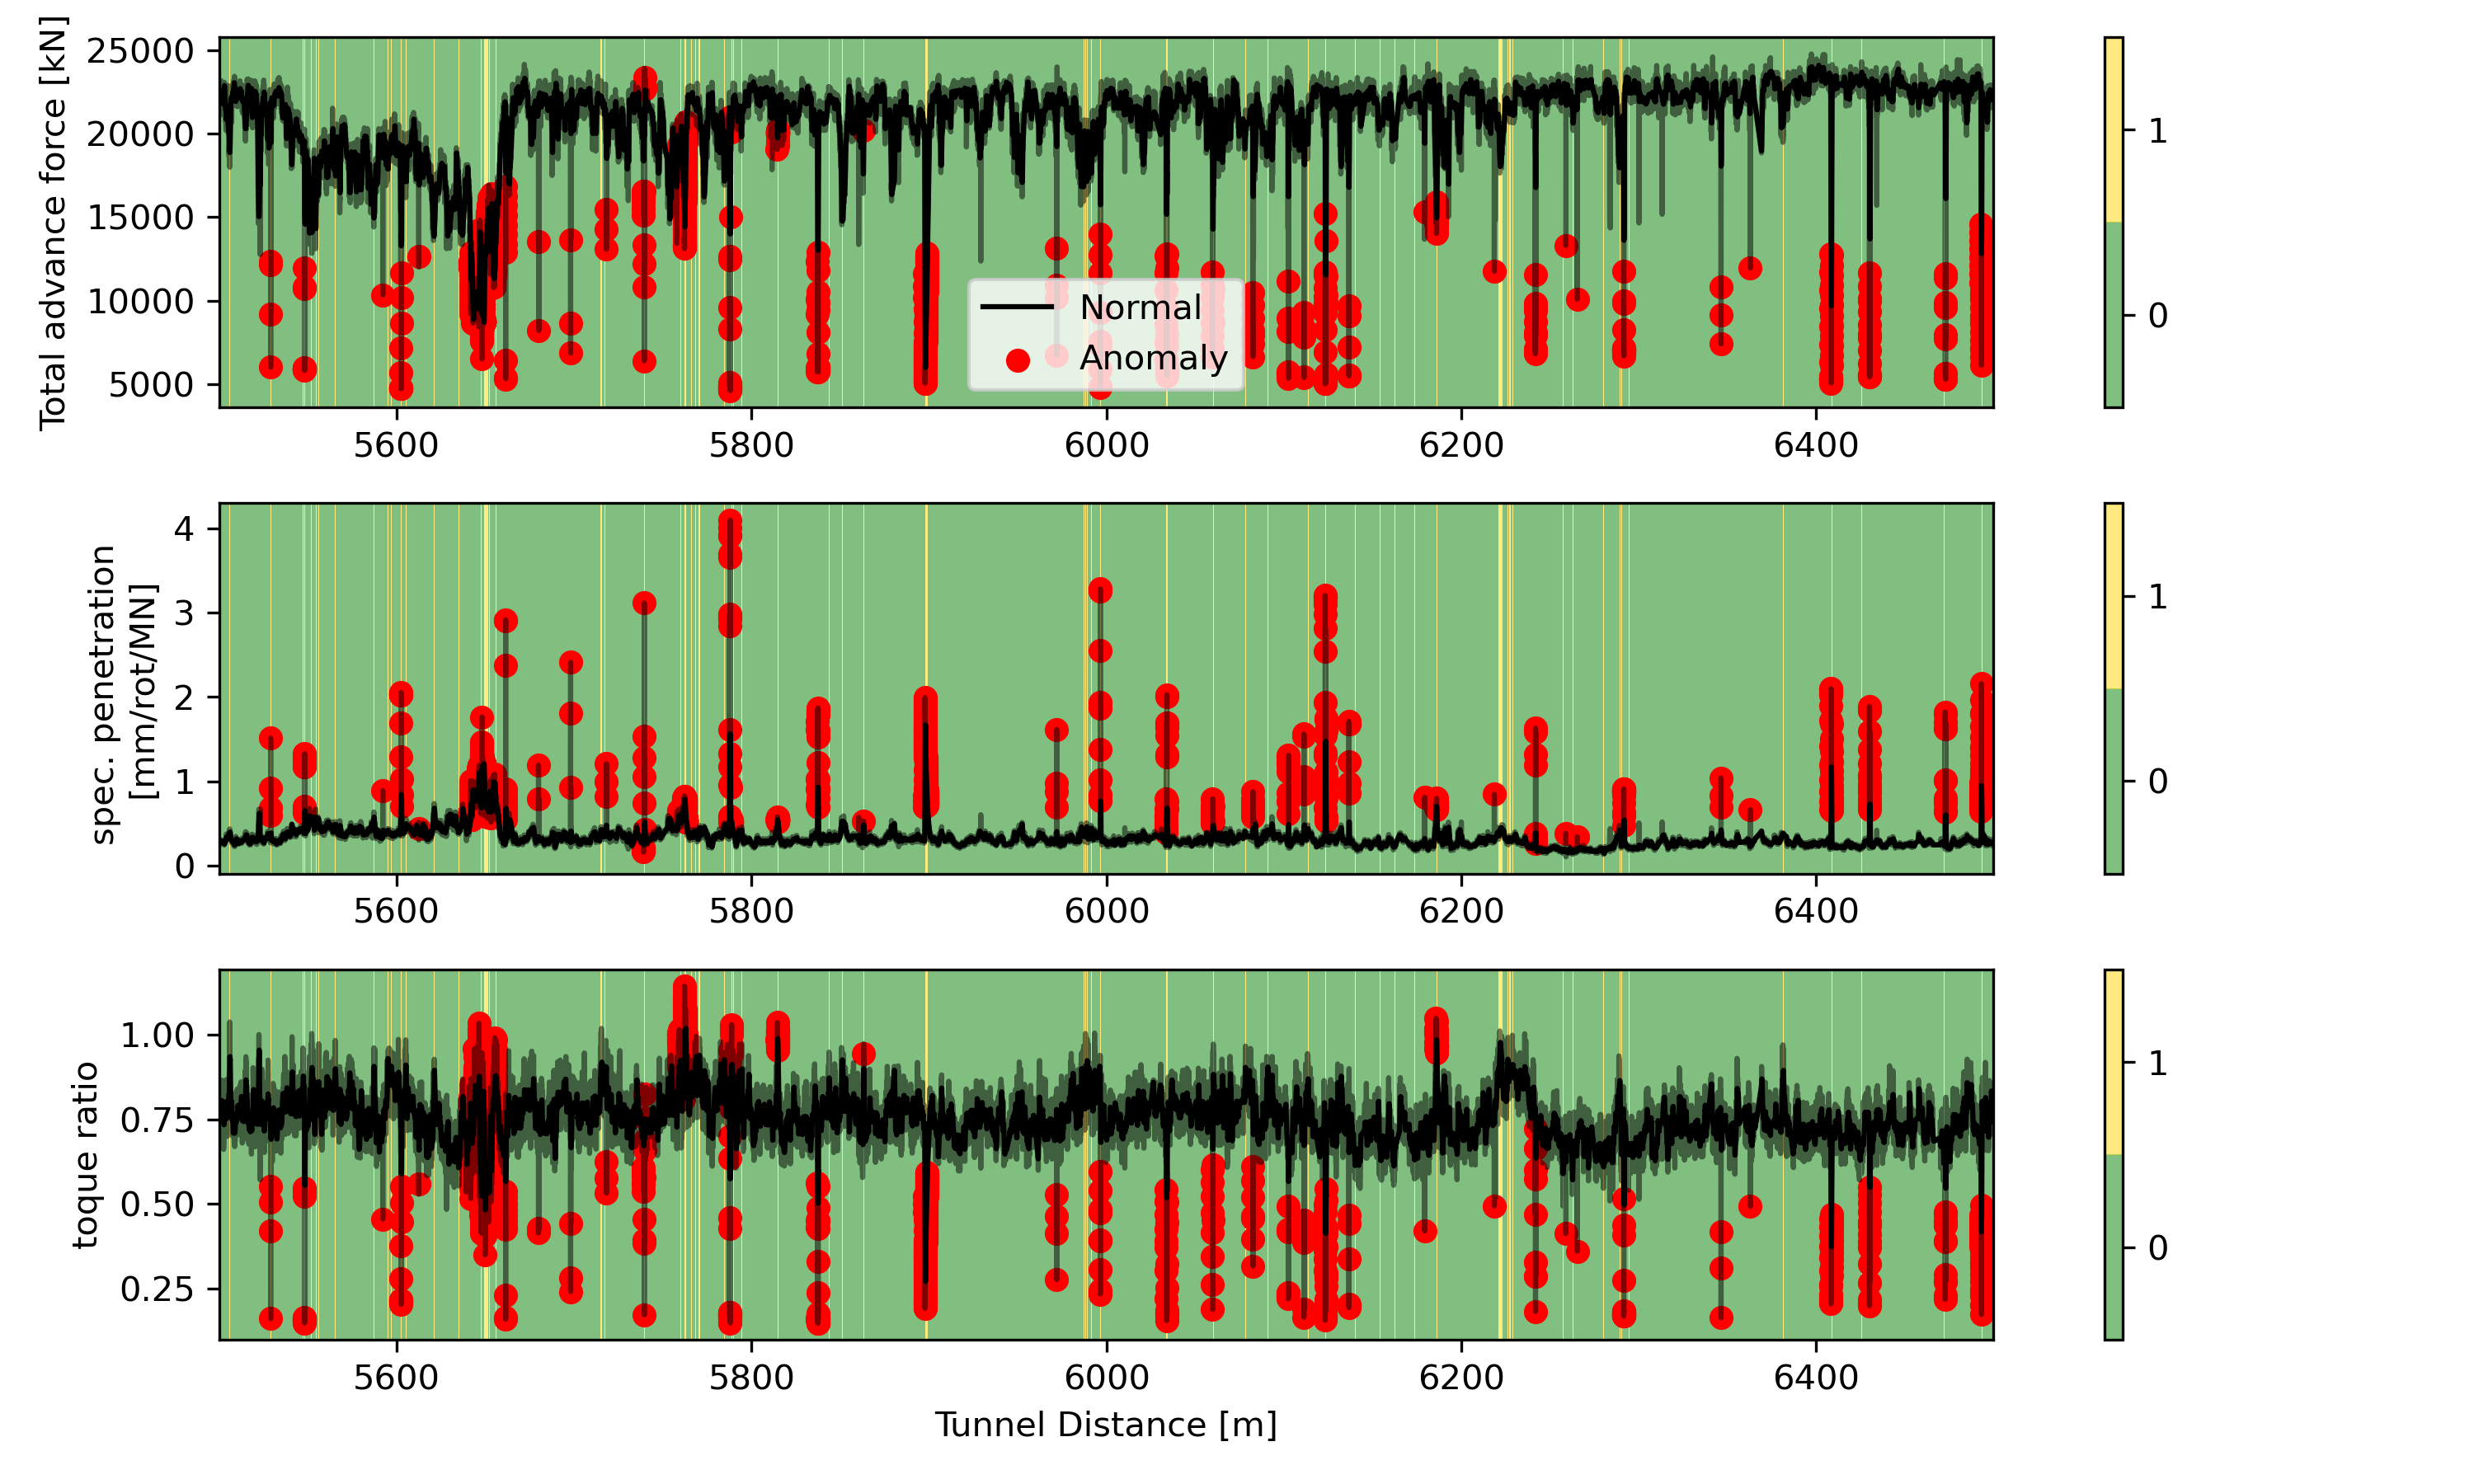 Total advance force [kN]
25000
20000
15000
10000
5000
Normal
Anomaly
5600 5800 6000 6200 6400
1
0
spec. penetration
[mm/rot/MN]
4
3
2
1
0
5600 5800 6000 6200 6400
1
0
toque ratio
1.00
0.75
0.50
0.25
5600 5800 6000 6200 6400
Tunnel Distance [m]
1
0